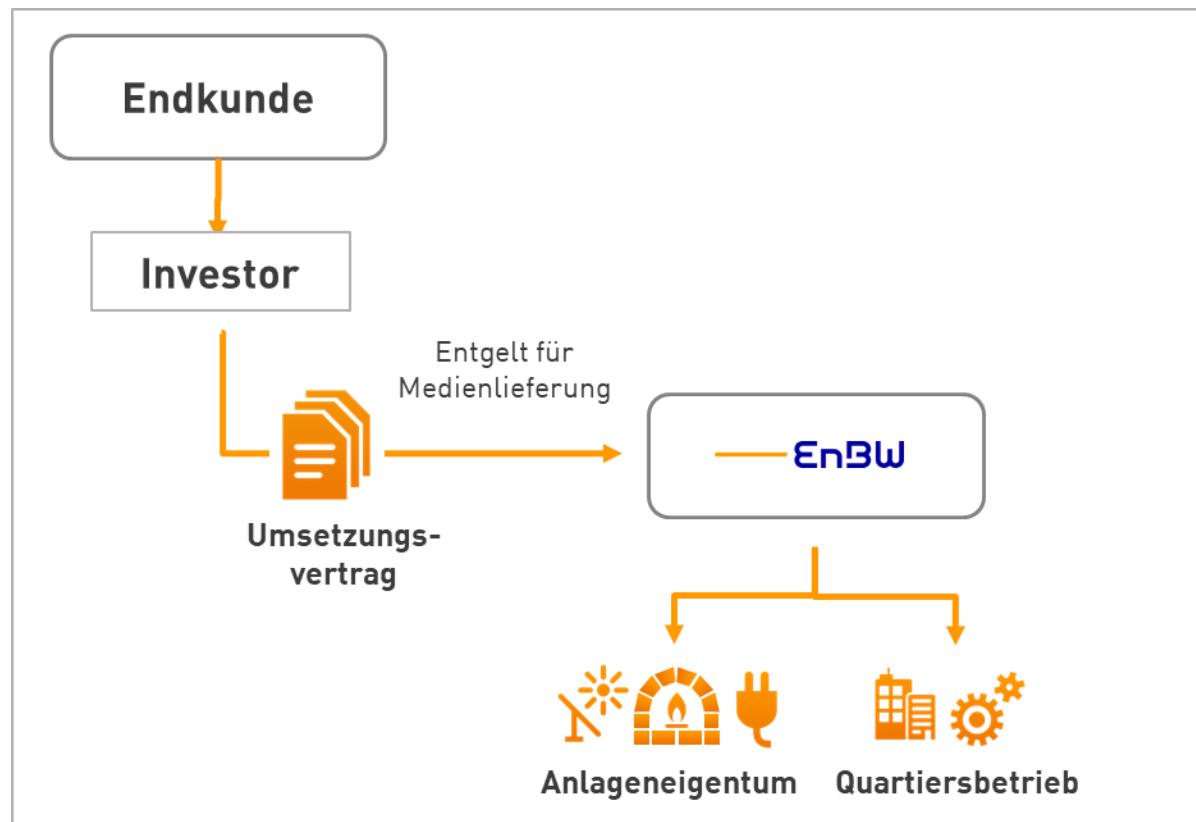 Endkunde
Investor
Entgelt für
Medienlieferung
EnBW
Umsetzungs-
vertrag
Anlageneigentum
Quartiersbetrieb